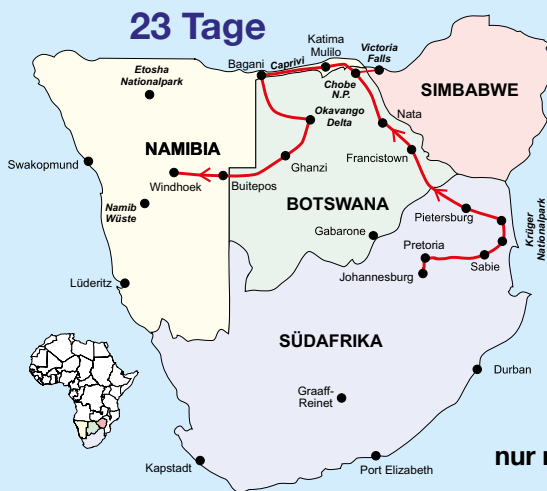 23 Tage
Katima
Mulilo
Victoria
Falls
Bagani
Caprivi
Etosha
Nationalpark
Chobe
N.P.
SIMBABWE
Okavango
Delta
Nata
NAMIBIA
Francistown
Swakopmund
Ghanzi
Windhoek
Buitepos
Namib
Wüste
BOTSWANA
Pietersburg
Krüger
Nationalpark
Gabarone
Pretoria
Sabie
Johannesburg
Lüderitz
SÜDAFRIKA
Durban
Graaff-
Reinet
nur
Kapstadt
Port Elizabeth